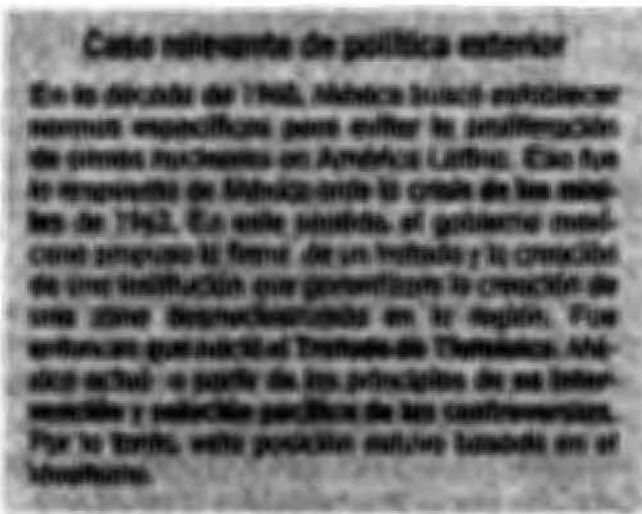 Caso relevante de política exterior
En la década de 1960, México buscó establecer
normas específicas para evitar la proliferación
de armas nucleares en América Latina. Esa fue
la respuesta de México ante la crisis de los misi-
les de 1962. En este sentido, el gobierno mexi-
cano propuso la firma de un tratado y la creación
de una institución que garantizara la creación de
una zona desnuclearizada en la región. Fue
entonces que nació el Tratado de Tlatelolco. Mé-
xico actuó a partir de los principios de no inter-
vención y solución pacífica de las controversias.
Por lo tanto, esta posición estuvo basada en el